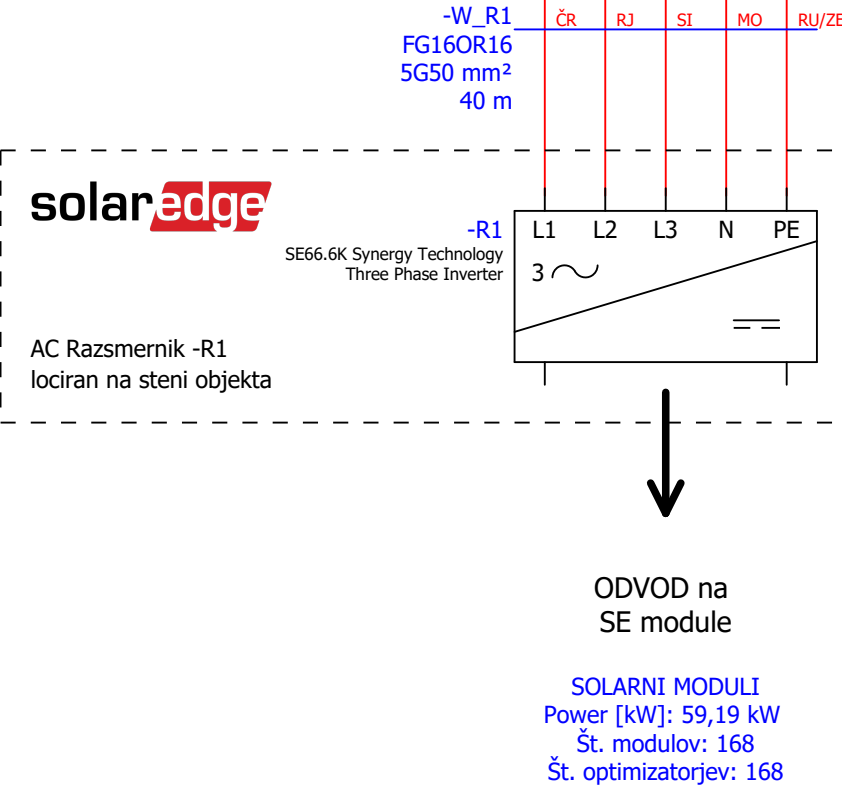 -W_R1
ČR RJ SI MO RU/ZE
FG16OR16
5G50 mm²
40 m
solaredge
-R1
L1 L2 L3 N PE
SE66.6K Synergy Technology
Three Phase Inverter
3
AC Razsmernik -R1
lociran na steni objekta
ODVOD na
SE module
SOLARNI MODULI
Power [kW]: 59,19 kW
Št. modulov: 168
Št. optimizatorjev: 168